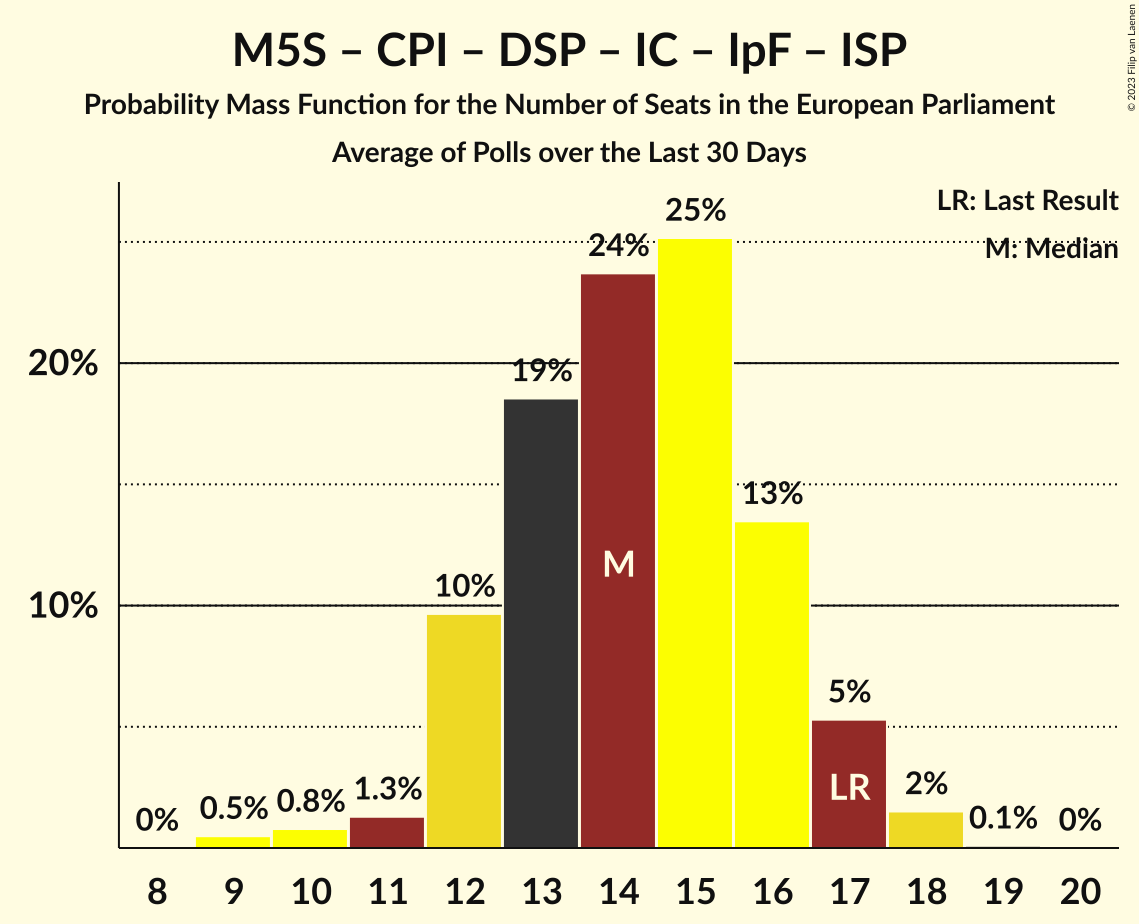 M5S – CPI – DSP – IC – IpF – ISP
Probability Mass Function for the Number of Seats in the European Parliament
Average of Polls over the Last 30 Days
© 2023 Filip van Laenen
LR: Last Result
M: Median
20%
10%
0%
0.5%
0.8%
1.3%
10%
19%
24%
25%
13%
5%
2%
0.1%
0%
M
LR
8 9 10 11 12 13 14 15 16 17 18 19 20